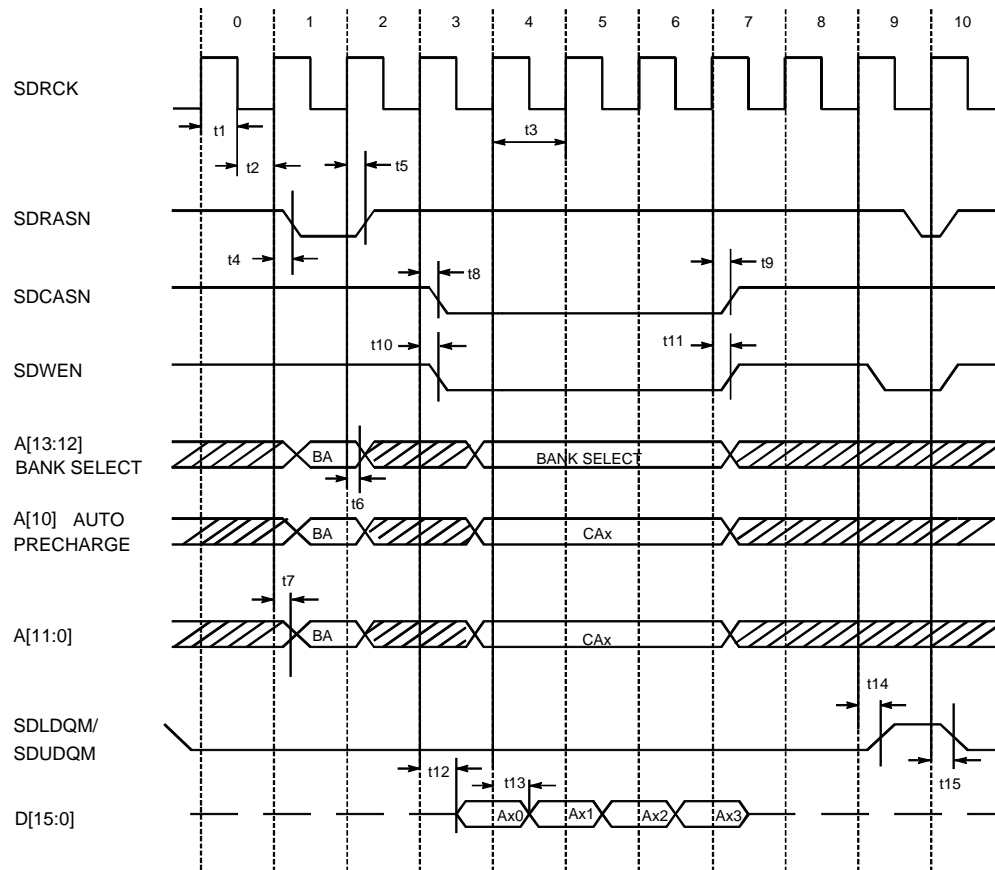 0 1 2 3 4 5 6 7 8 9 10
SDRCK
t1
t3
t2
t5
SDRASN
t4
t8
t9
SDCASN
t10
t11
SDWEN
A[13:12]
BANK SELECT
BA
BANK SELECT
t6
A[10] AUTO
PRECHARGE
BA
CAx
t7
A[11:0]
BA
CAx
t14
SDLDQM/
SDUDQM
t12
t13
t15
D[15:0]
Ax0
Ax1
Ax2
Ax3